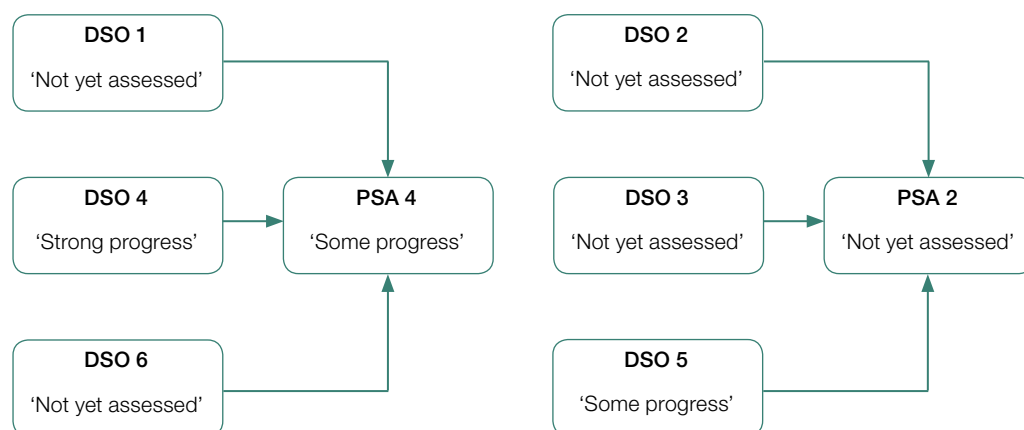 DSO 1
‘Not yet assessed’
DSO 4
‘Strong progress’
DSO 6
‘Not yet assessed’
PSA 4
‘Some progress’
DSO 2
‘Not yet assessed’
DSO 3
‘Not yet assessed’
DSO 5
‘Some progress’
PSA 2
‘Not yet assessed’